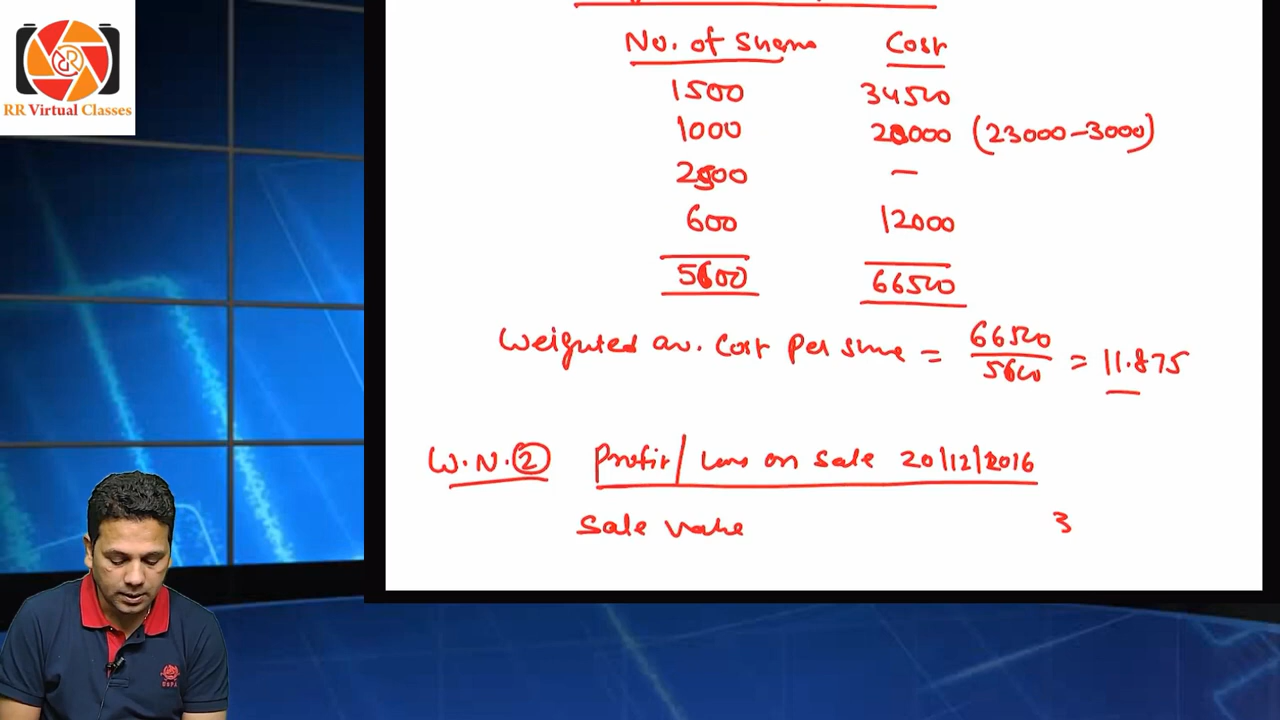 RR Virtual Classes
No. of Shares Cost
1500 34500
1000 20000 (23000-3000)
2500 —
600 12000
5600 66500
Weighted av. Cost Per Share = 66500/5600 = 11.875
W.N.② Profit/ Loss on Sale 20/12/2016
Sale value 3